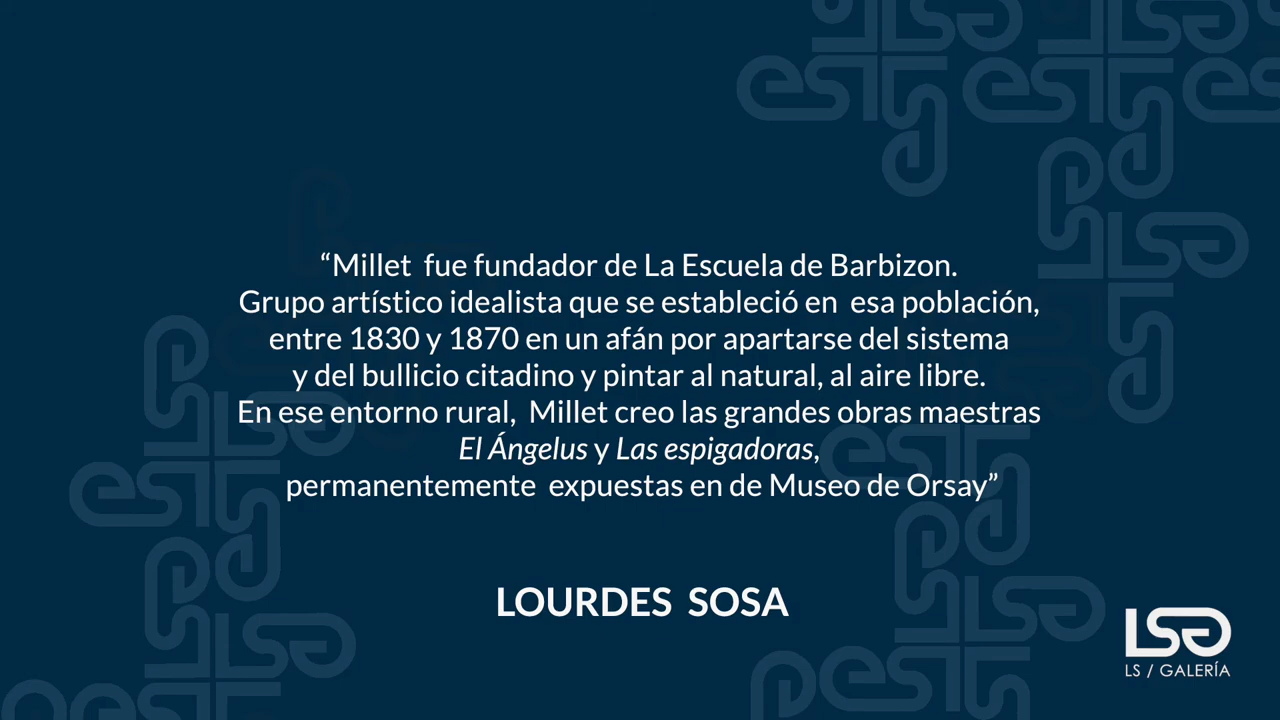 “Millet fue fundador de La Escuela de Barbizon.
Grupo artístico idealista que se estableció en esa población,
entre 1830 y 1870 en un afán por apartarse del sistema
y del bullicio citadino y pintar al natural, al aire libre.
En ese entorno rural, Millet creo las grandes obras maestras
El Ángelus y Las espigadoras,
permanentemente expuestas en de Museo de Orsay”
LOURDES SOSA
LSG
LS / GALERÍA